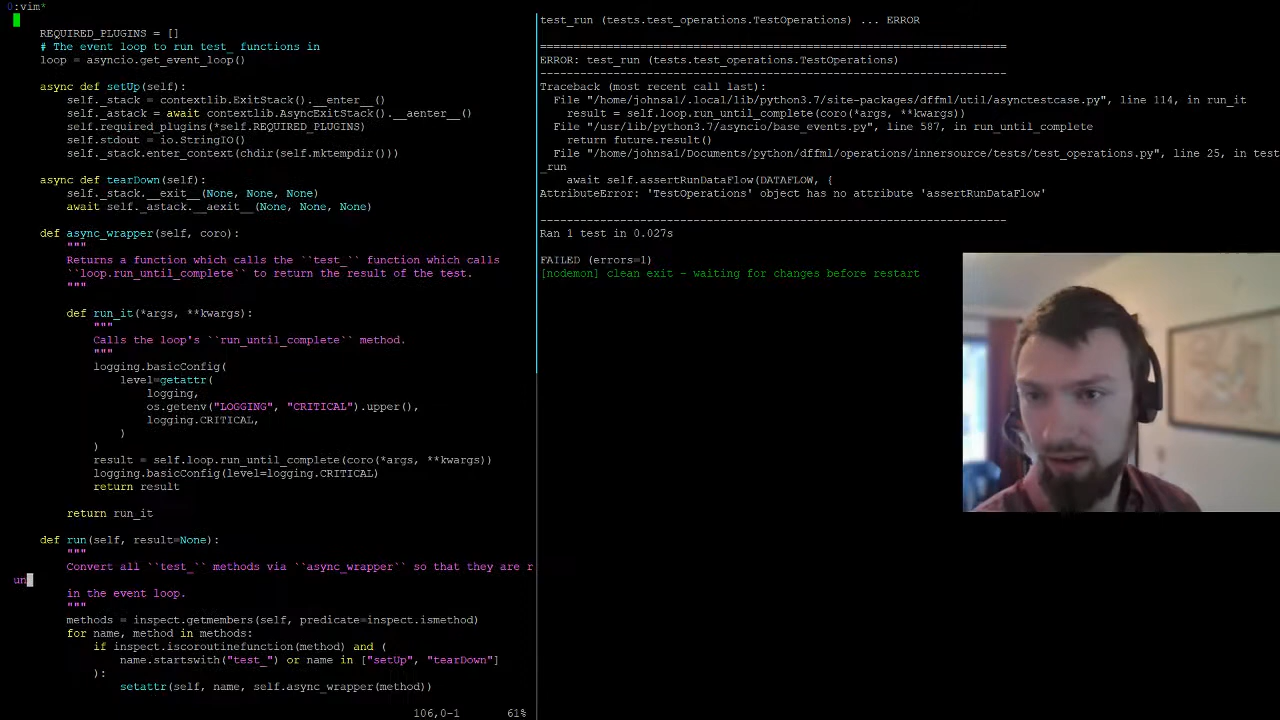 0:vim*
REQUIRED_PLUGINS = []
# The event loop to run test_ functions in
loop = asyncio.get_event_loop()
async def setUp(self):
self._stack = contextlib.ExitStack().__enter__()
self._astack = await contextlib.AsyncExitStack().__aenter__()
self.required_plugins(*self.REQUIRED_PLUGINS)
self.stdout = io.StringIO()
self._stack.enter_context(chdir(self.mktempdir()))
async def tearDown(self):
self._stack.__exit__(None, None, None)
await self._astack.__aexit__(None, None, None)
def async_wrapper(self, coro):
"""
Returns a function which calls the ``test_`` function which calls
``loop.run_until_complete`` to return the result of the test.
"""
def run_it(*args, **kwargs):
"""
Calls the loop's ``run_until_complete`` method.
"""
logging.basicConfig(
level=getattr(
logging,
os.getenv("LOGGING", "CRITICAL").upper(),
logging.CRITICAL,
)
)
result = self.loop.run_until_complete(coro(*args, **kwargs))
logging.basicConfig(level=logging.CRITICAL)
return result
return run_it
def run(self, result=None):
"""
Convert all ``test_`` methods via ``async_wrapper`` so that they are r
un
in the event loop.
"""
methods = inspect.getmembers(self, predicate=inspect.ismethod)
for name, method in methods:
if inspect.iscoroutinefunction(method) and (
name.startswith("test_") or name in ["setUp", "tearDown"]
):
setattr(self, name, self.async_wrapper(method))
106,0-1 61%
test_run (tests.test_operations.TestOperations) ... ERROR
======================================================================
ERROR: test_run (tests.test_operations.TestOperations)
----------------------------------------------------------------------
Traceback (most recent call last):
File "/home/johnsa1/.local/lib/python3.7/site-packages/dffml/util/asynctestcase.py", line 114, in run_it
result = self.loop.run_until_complete(coro(*args, **kwargs))
File "/usr/lib/python3.7/asyncio/base_events.py", line 587, in run_until_complete
return future.result()
File "/home/johnsa1/Documents/python/dffml/operations/innersource/tests/test_operations.py", line 25, in test
_run
await self.assertRunDataFlow(DATAFLOW, {
AttributeError: 'TestOperations' object has no attribute 'assertRunDataFlow'
----------------------------------------------------------------------
Ran 1 test in 0.027s
FAILED (errors=1)
[nodemon] clean exit - waiting for changes before restart